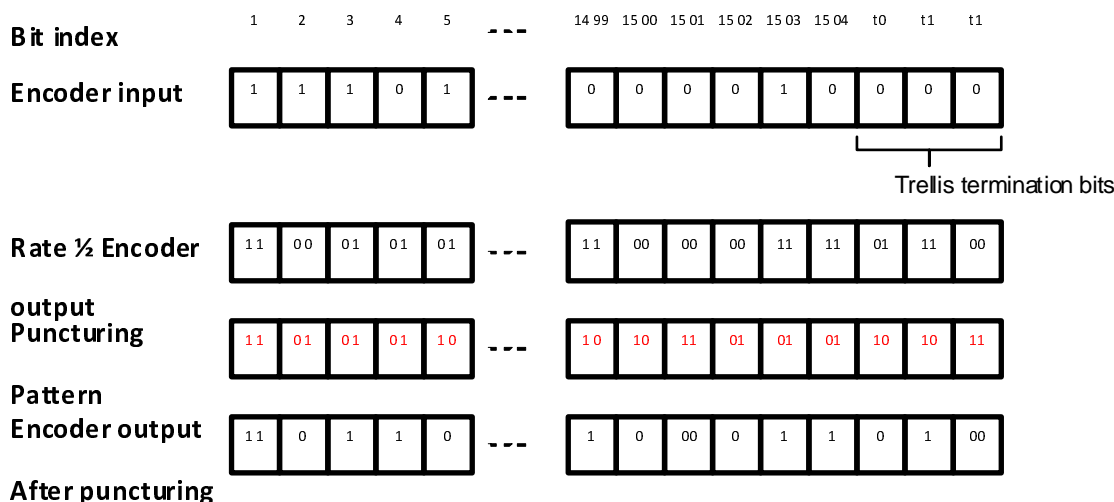 Bit index 1 2 3 4 5 --- 14 99 15 00 15 01 15 02 15 03 15 04 t0 t1 t1
Encoder input 1 1 1 0 1 --- 0 0 0 0 1 0 0 0 0
Trellis termination bits
Rate ½ Encoder 11 00 01 01 01 --- 11 00 00 00 11 11 01 11 00
output
Puncturing 11 01 01 01 10 --- 10 10 11 01 01 01 10 10 11
Pattern
Encoder output 11 0 1 1 0 --- 1 0 00 0 1 1 0 1 00
After puncturing